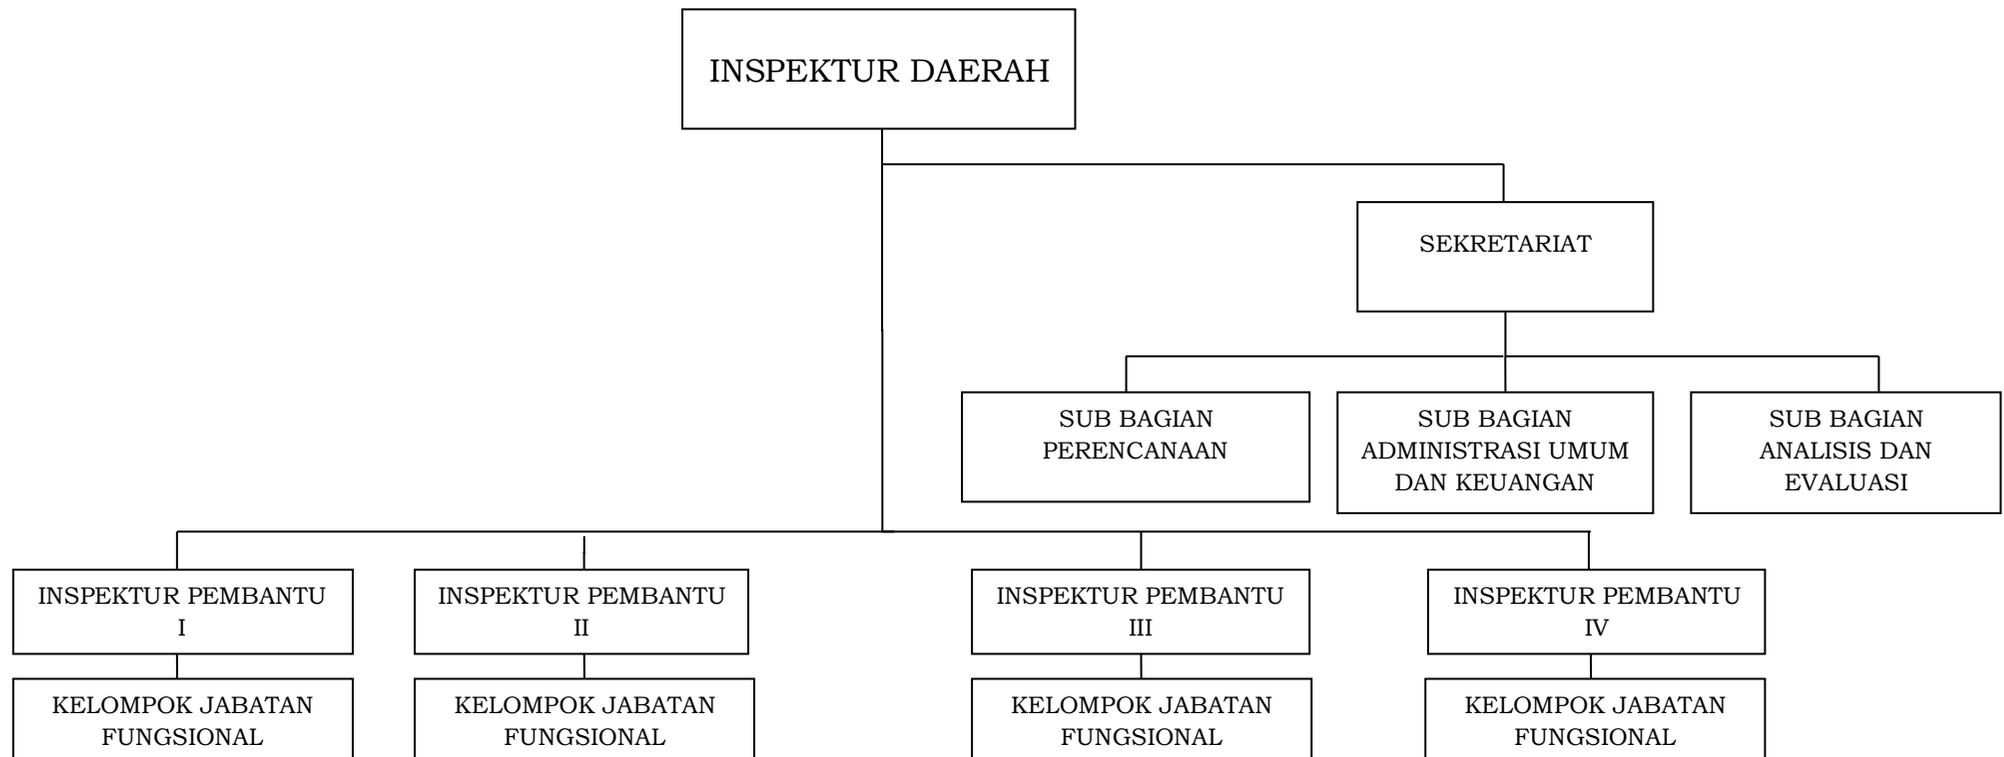 INSPEKTUR DAERAH
SEKRETARIAT
SUB BAGIAN
PERENCANAAN
SUB BAGIAN
ADMINISTRASI UMUM
DAN KEUANGAN
SUB BAGIAN
ANALISIS DAN
EVALUASI
INSPEKTUR PEMBANTU
I
INSPEKTUR PEMBANTU
II
INSPEKTUR PEMBANTU
III
INSPEKTUR PEMBANTU
IV
KELOMPOK JABATAN
FUNGSIONAL
KELOMPOK JABATAN
FUNGSIONAL
KELOMPOK JABATAN
FUNGSIONAL
KELOMPOK JABATAN
FUNGSIONAL